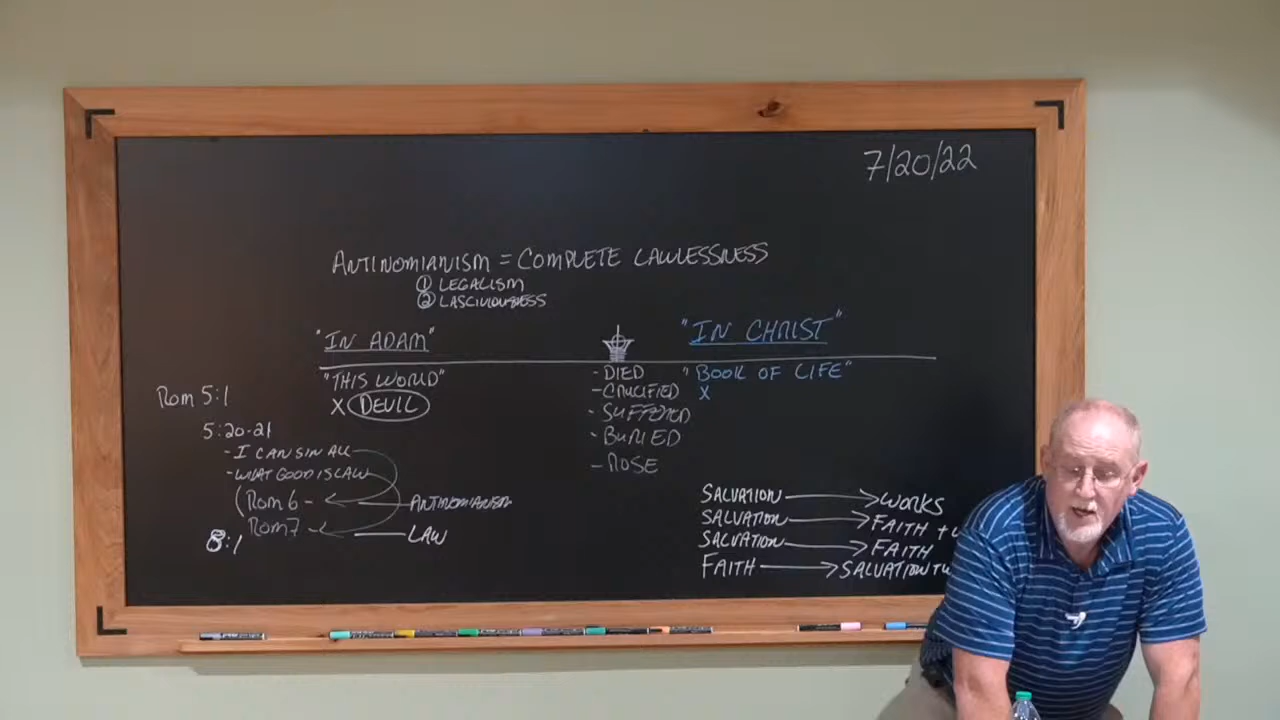 7/20/22
ANTINOMIANISM = COMPLETE LAWLESSNESS
① LEGALISM
② LASCIVIOUSNESS
"IN ADAM"
"IN CHRIST"
"THIS WORLD"
X DEVIL
- DIED
- CRUCIFIED
- SUFFERED
- BURIED
- ROSE
"BOOK OF LIFE"
X
Rom 5:1
5:20-21
- I CAN SIN ALL
- WHAT GOOD IS LAW
(Rom 6 - ANTINOMIANISM
Rom 7 - LAW
8:1
SALVATION → WORKS
SALVATION → FAITH + W
SALVATION → FAITH
FAITH → SALVATION + W